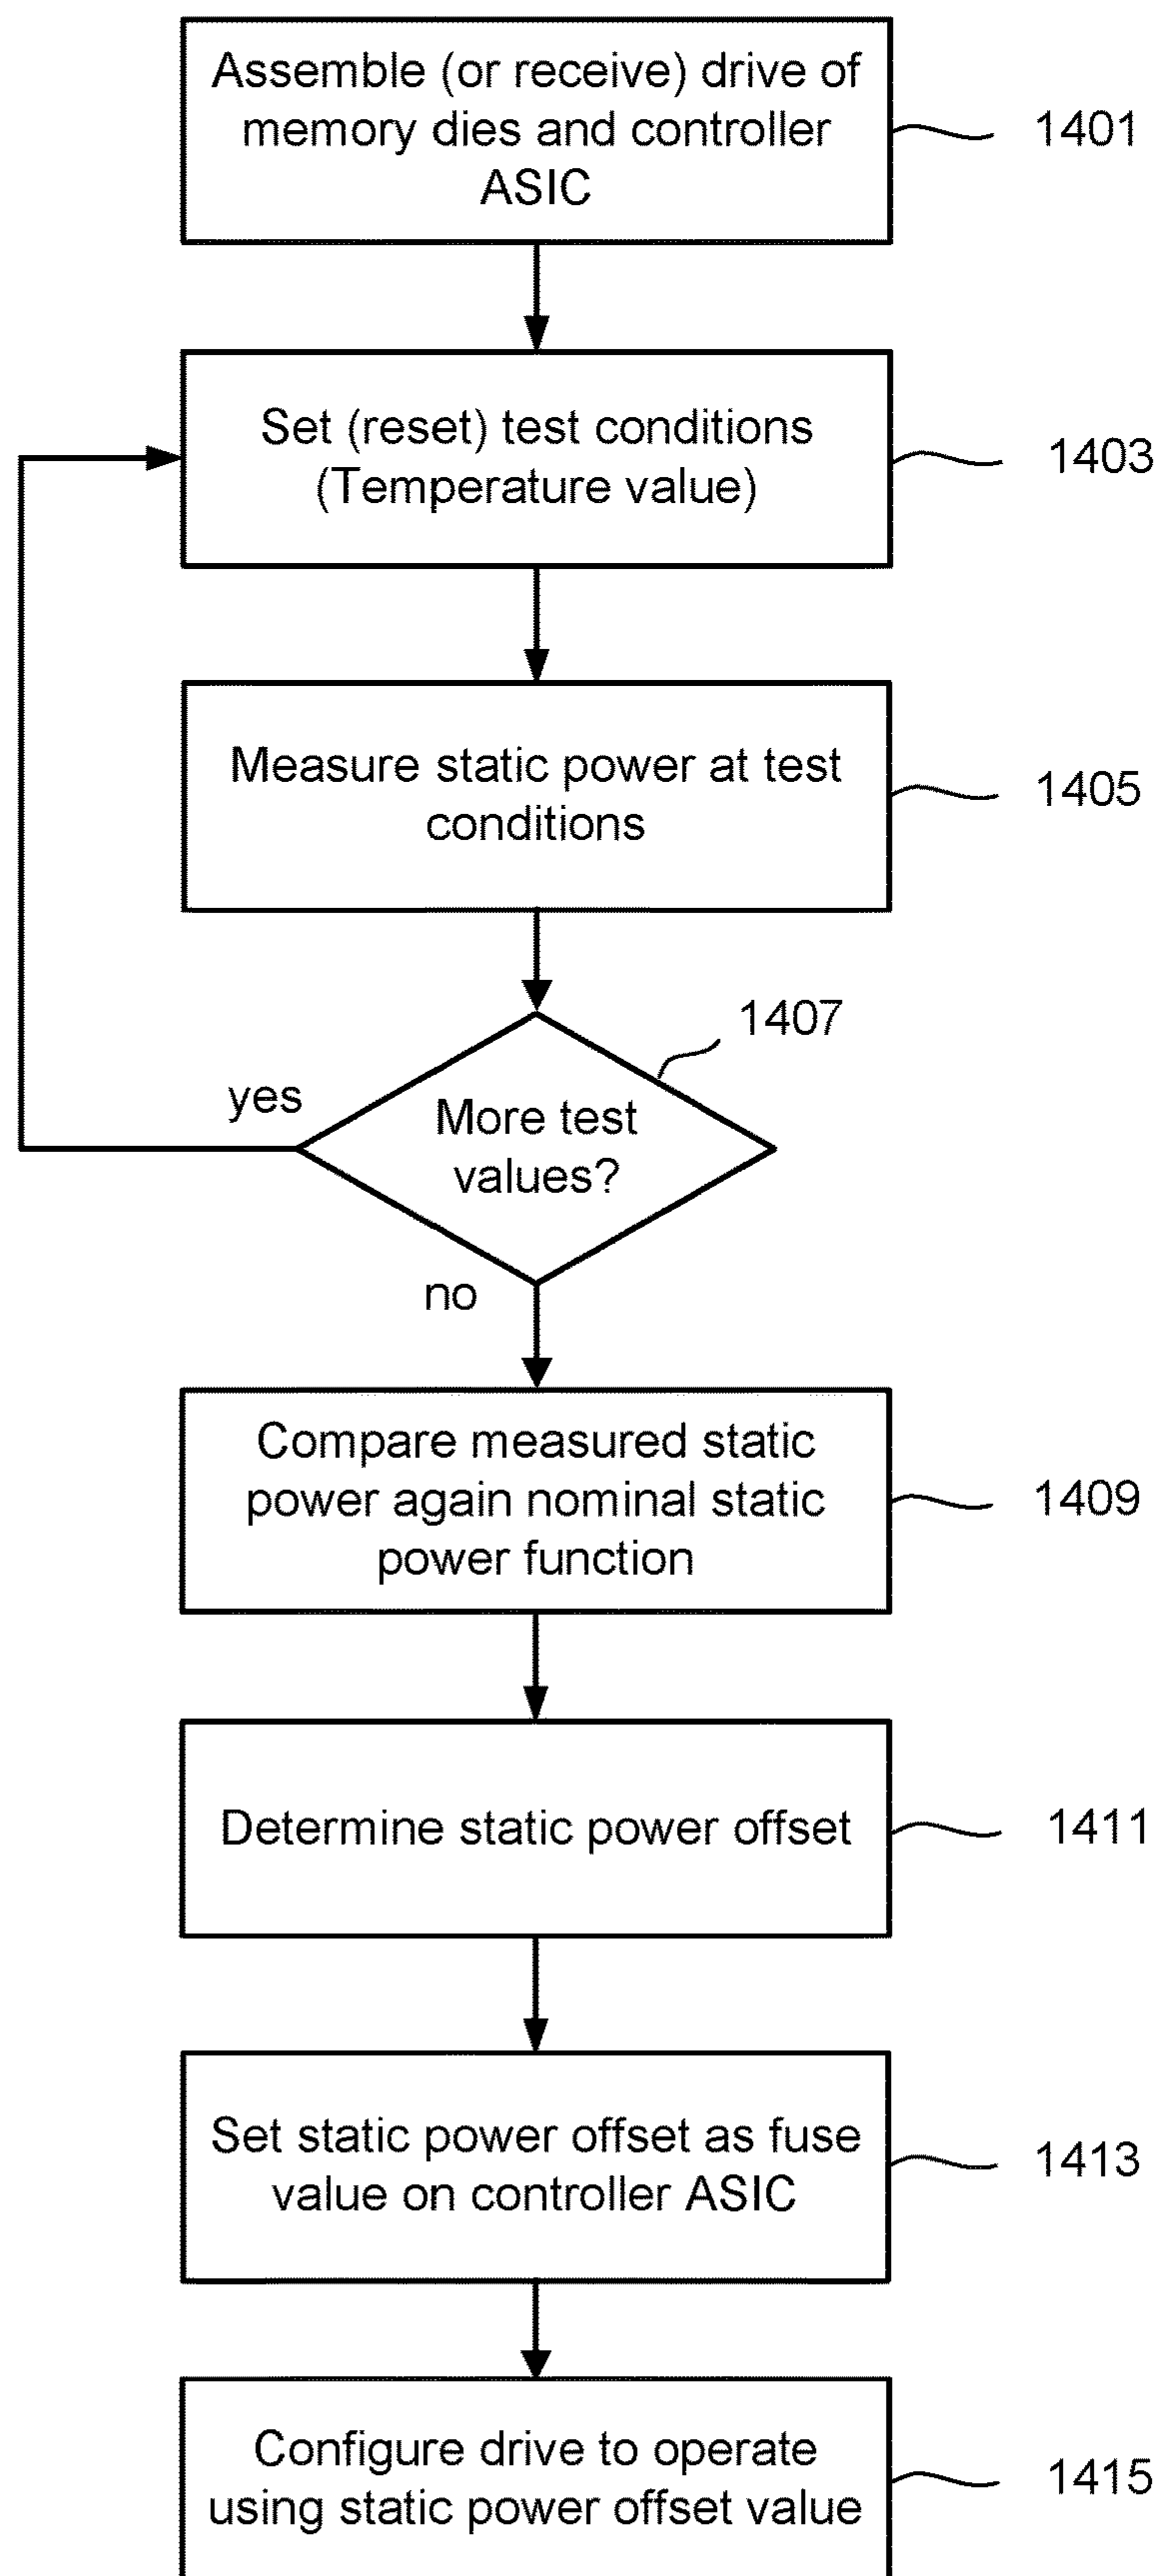 Assemble (or receive) drive of
memory dies and controller
ASIC
1401
Set (reset) test conditions
(Temperature value)
1403
Measure static power at test
conditions
1405
1407
More test
values?
yes
no
Compare measured static
power again nominal static
power function
1409
Determine static power offset
1411
Set static power offset as fuse
value on controller ASIC
1413
Configure drive to operate
using static power offset value
1415